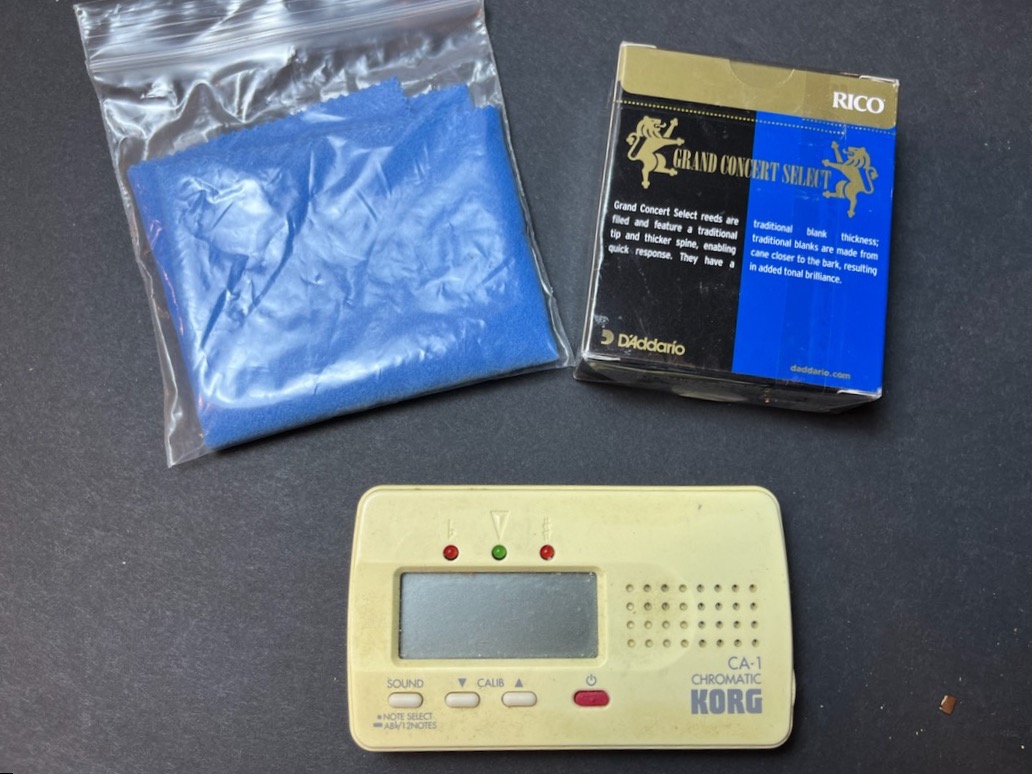 RICO
GRAND CONCERT SELECT
Grand Concert Select reeds are
filed and feature a traditional
tip and thicker spine, enabling
quick response. They have a
traditional blank thickness;
traditional blanks are made from
cane closer to the bark, resulting
in added tonal brilliance.
D'Addario
daddario.com
♭ ♯
SOUND ▼ CALIB ▲
NOTE SELECT
AB♭/12NOTES
CA-1
CHROMATIC
KORG